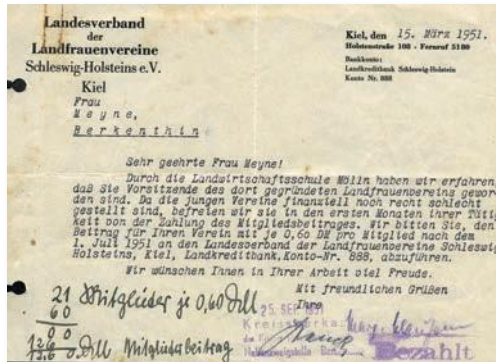 Landesverband
der
Landfrauenvereine
Schleswig-Holsteins e.V.
Kiel
Kiel, den 15. März 1951.
Holstenstraße 108 - Fernruf 5180
Bankkonto:
Landkreditbank Schleswig-Holstein
Konto Nr. 888
Frau
Meyne,
Berkenthin
Sehr geehrte Frau Meyne!
Durch die Landwirtschaftsschule Mölln haben wir erfahren,
daß Sie Vorsitzende des dort gegründeten Landfrauenvereins gewor-
den sind. Da die jungen Vereine finanziell noch recht schlecht
gestellt sind, befreien wir sie in den ersten Monaten ihrer Tätig-
keit von der Zahlung des Mitgliedsbeitrages. Wir bitten Sie, den
Beitrag für Ihren Verein mit je 0,60 DM pro Mitglied nach dem
1. Juli 1951 an den Landesverband der Landfrauenvereine Schleswig-
Holsteins, Kiel, Landkreditbank, Konto-Nr. 888, abzuführen.
Wir wünschen Ihnen in Ihrer Arbeit viel Freude.
Mit freundlichen Grüßen
Ihre
21 Mitglieder je 0,60 DM
60
00
126
12,60 DM Mitgliederbeitrag
25. SEP. 1951
Bezahlt